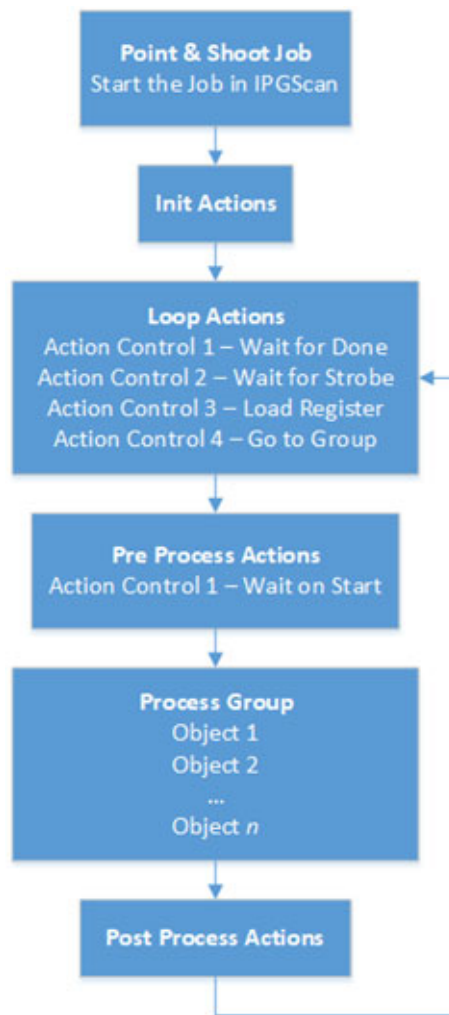 Point & Shoot Job
Start the Job in IPGScan
Init Actions
Loop Actions
Action Control 1 – Wait for Done
Action Control 2 – Wait for Strobe
Action Control 3 – Load Register
Action Control 4 – Go to Group
Pre Process Actions
Action Control 1 – Wait on Start
Process Group
Object 1
Object 2
...
Object n
Post Process Actions